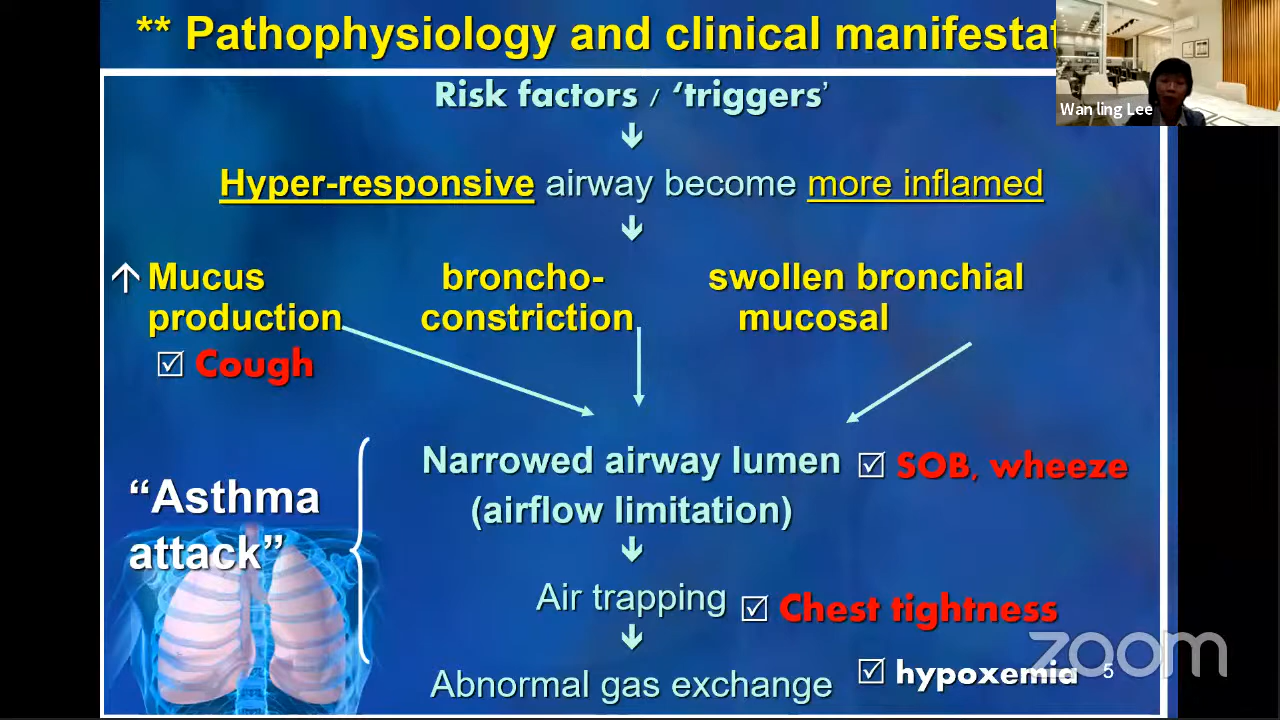 ** Pathophysiology and clinical manifestat
Wan ling Lee
Risk factors / ‘triggers’
Hyper-responsive airway become more inflamed
↑ Mucus production
☑ Cough
broncho-constriction
swollen bronchial mucosal
Narrowed airway lumen ☑ SOB, wheeze
(airflow limitation)
“Asthma
attack”
Air trapping ☑ Chest tightness
Abnormal gas exchange ☑ hypoxemia 5
zoom